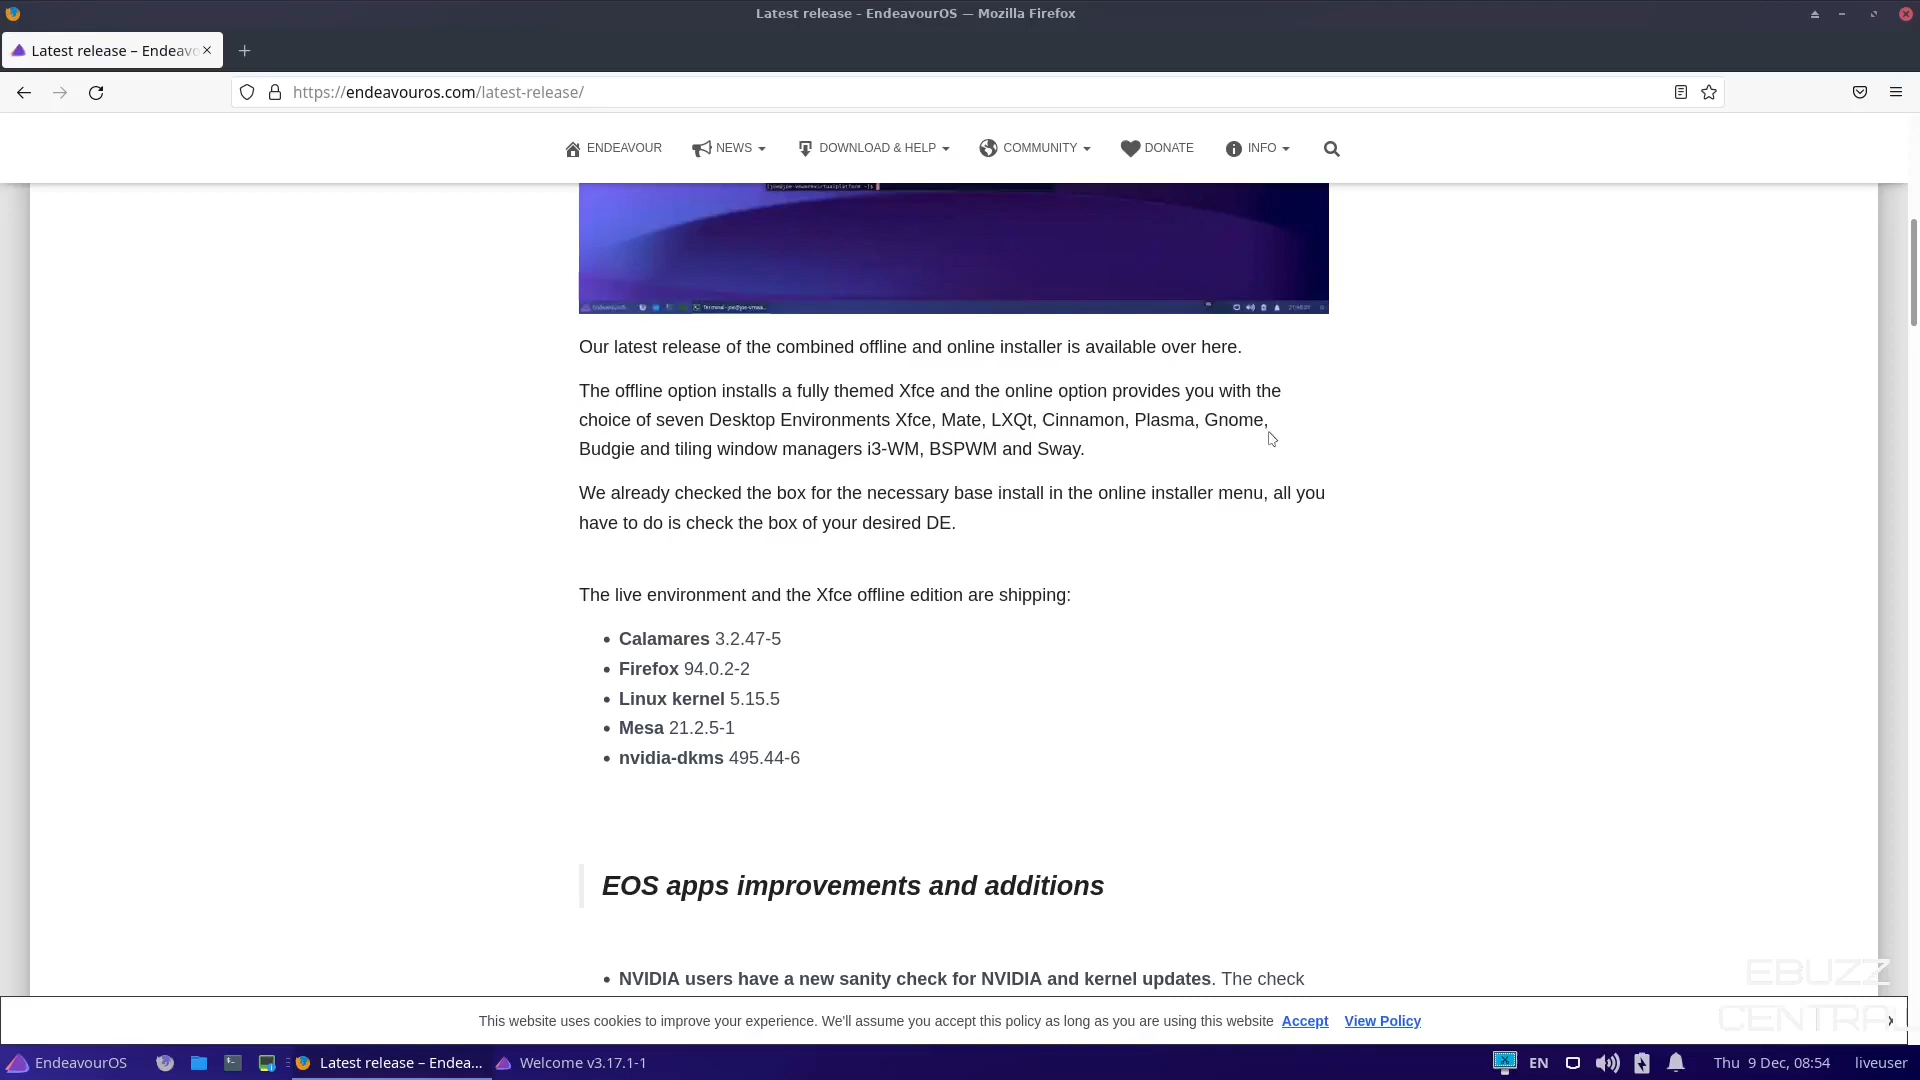 Latest release – EndeavourOS — Mozilla Firefox
Latest release – Endeavo
https://endeavouros.com/latest-release/
ENDEAVOUR NEWS DOWNLOAD & HELP COMMUNITY DONATE INFO
Our latest release of the combined offline and online installer is available over here.
The offline option installs a fully themed Xfce and the online option provides you with the
choice of seven Desktop Environments Xfce, Mate, LXQt, Cinnamon, Plasma, Gnome,
Budgie and tiling window managers i3-WM, BSPWM and Sway.
We already checked the box for the necessary base install in the online installer menu, all you
have to do is check the box of your desired DE.
The live environment and the Xfce offline edition are shipping:
• Calamares 3.2.47-5
• Firefox 94.0.2-2
• Linux kernel 5.15.5
• Mesa 21.2.5-1
• nvidia-dkms 495.44-6
EOS apps improvements and additions
• NVIDIA users have a new sanity check for NVIDIA and kernel updates. The check
EBUZZ
CENTRAL
This website uses cookies to improve your experience. We'll assume you accept this policy as long as you are using this website Accept View Policy
EndeavourOS Latest release – Endea... Welcome v3.17.1-1 EN Thu 9 Dec, 08:54 liveuser